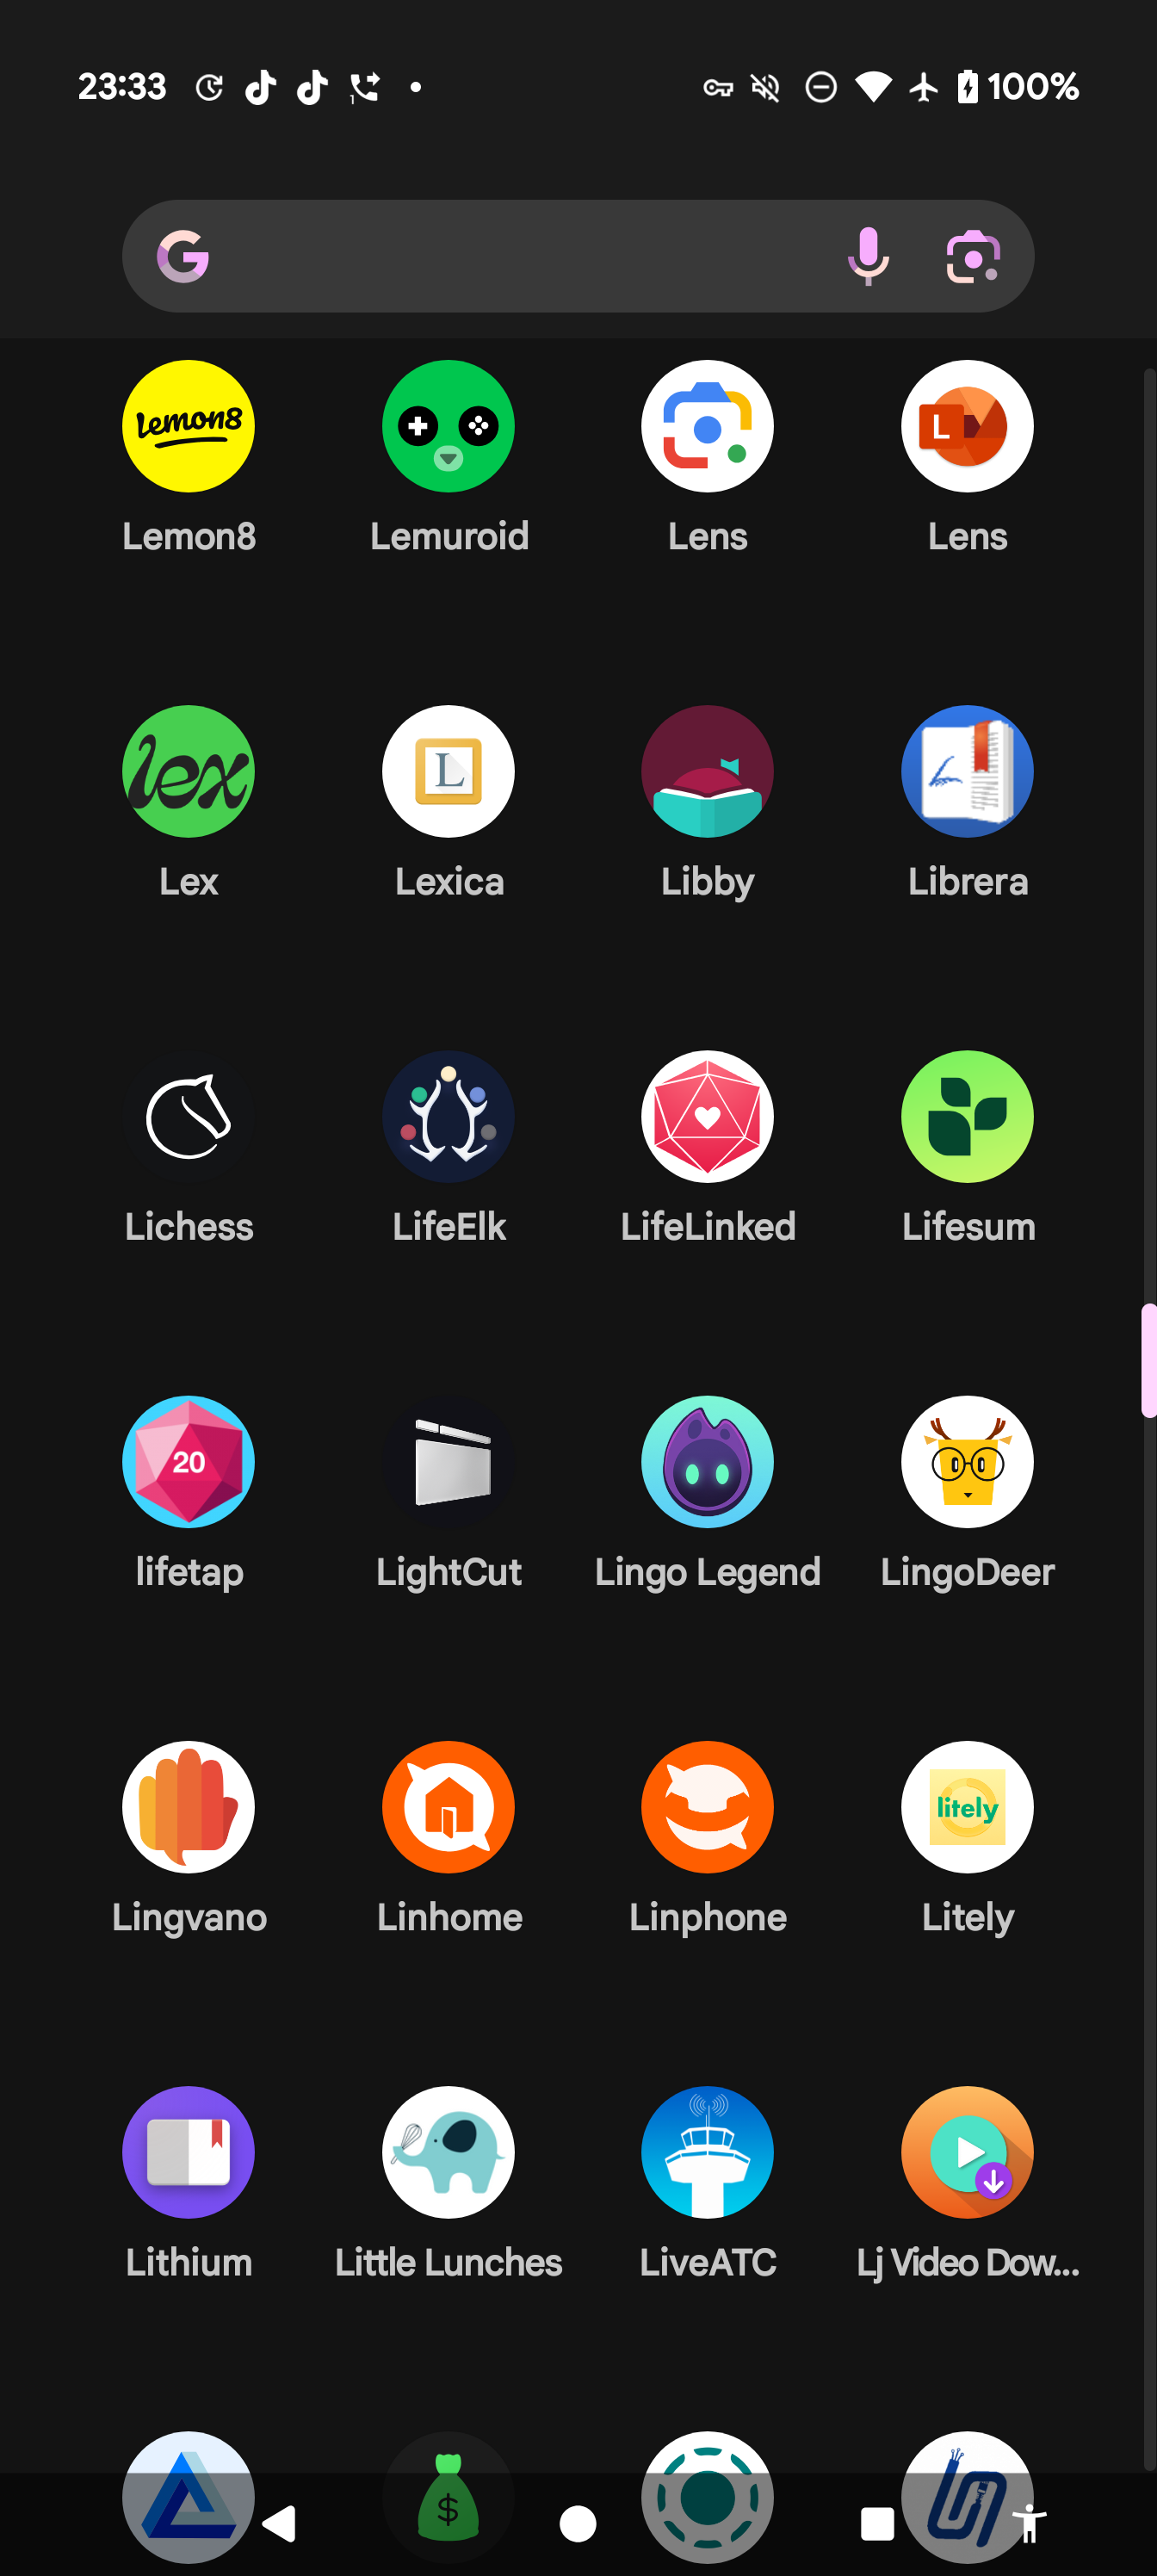 23:33
1
100%
Lemon8
Lemon8
Lemuroid
Lens
L
Lens
lex
Lex
L
Lexica
Libby
Librera
Lichess
LifeElk
LifeLinked
Lifesum
20
lifetap
LightCut
Lingo Legend
LingoDeer
Lingvano
Linhome
Linphone
litely
Litely
Lithium
Little Lunches
LiveATC
Lj Video Dow...
$